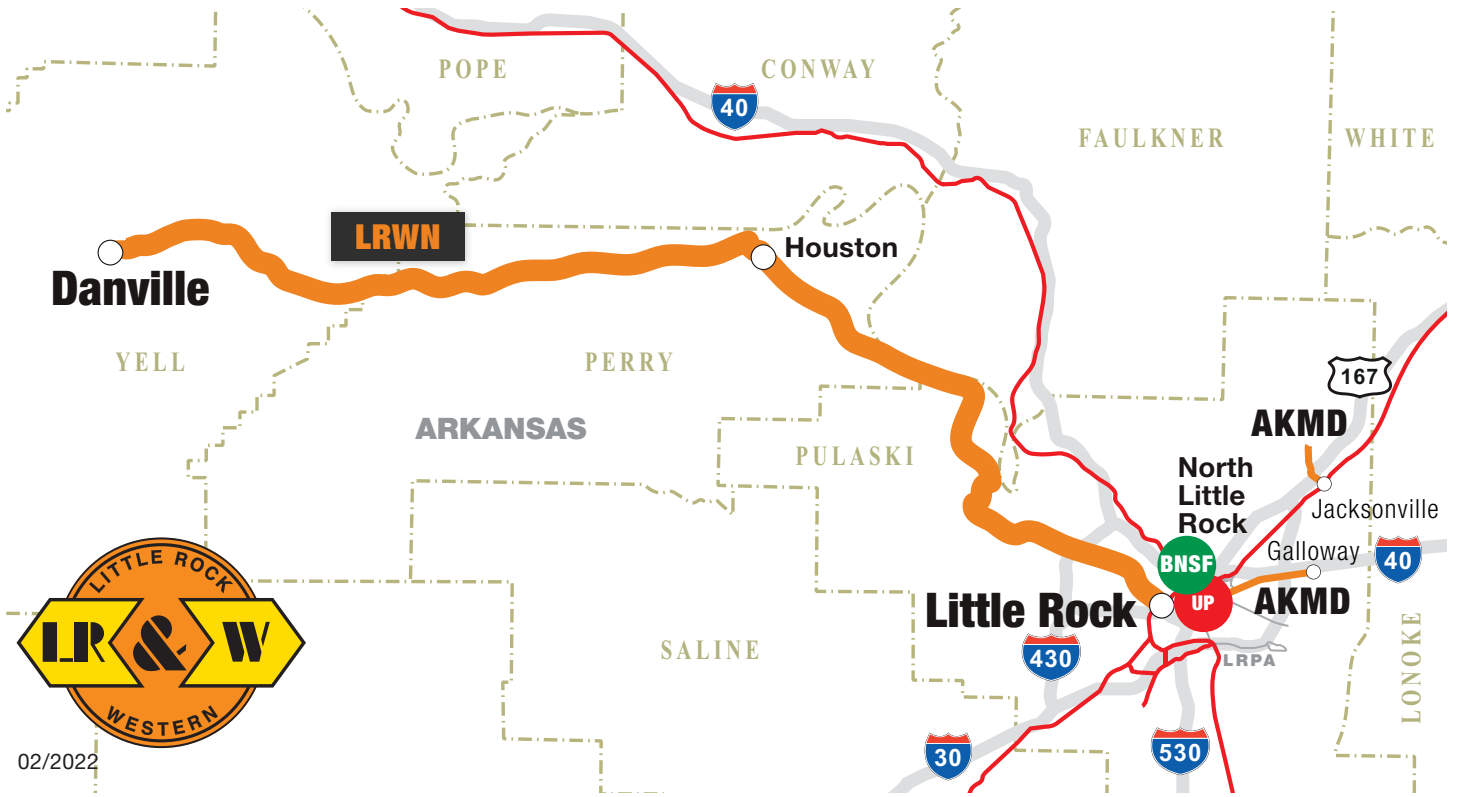 POPE
CONWAY
40
FAULKNER
WHITE
LRWN
Houston
Danville
YELL
PERRY
167
ARKANSAS
AKMD
PULASKI
North
Little
Rock
Jacksonville
Galloway
40
BNSF
UP
AKMD
Little Rock
430
LRPA
SALINE
LONOKE
30
530
LITTLE ROCK
LR & W
WESTERN
02/2022